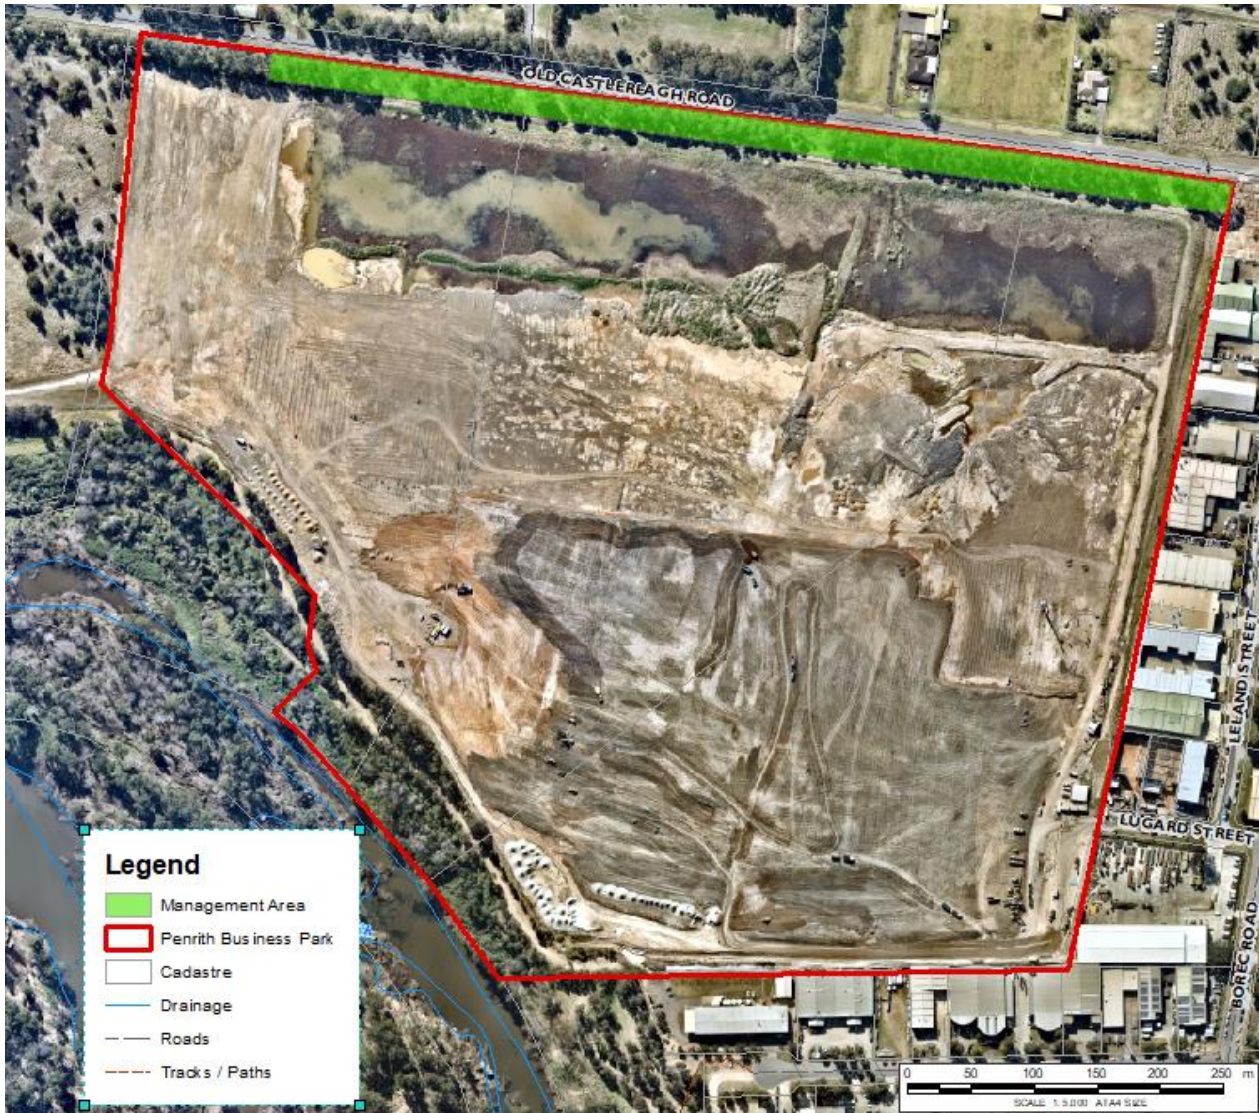 OLD CASTLEREAGH ROAD
LELAND STREET
LUGARD STREET
BOREC ROAD
Legend
Management Area
Penrith Business Park
Cadastre
Drainage
Roads
Tracks / Paths
0 50 100 150 200 250 m
SCALE 1:5,000 AT A4 SIZE